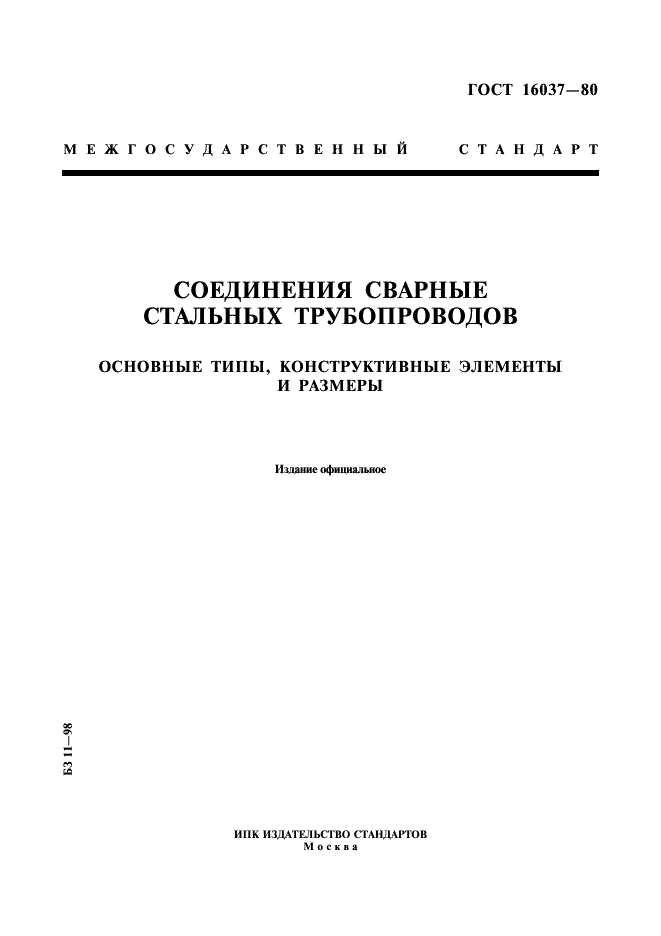 ГОСТ 16037—80
МЕЖГОСУДАРСТВЕННЫЙ СТАНДАРТ
СОЕДИНЕНИЯ СВАРНЫЕ
СТАЛЬНЫХ ТРУБОПРОВОДОВ
ОСНОВНЫЕ ТИПЫ, КОНСТРУКТИВНЫЕ ЭЛЕМЕНТЫ
И РАЗМЕРЫ
Издание официальное
БЗ 11—98
ИПК ИЗДАТЕЛЬСТВО СТАНДАРТОВ
Москва